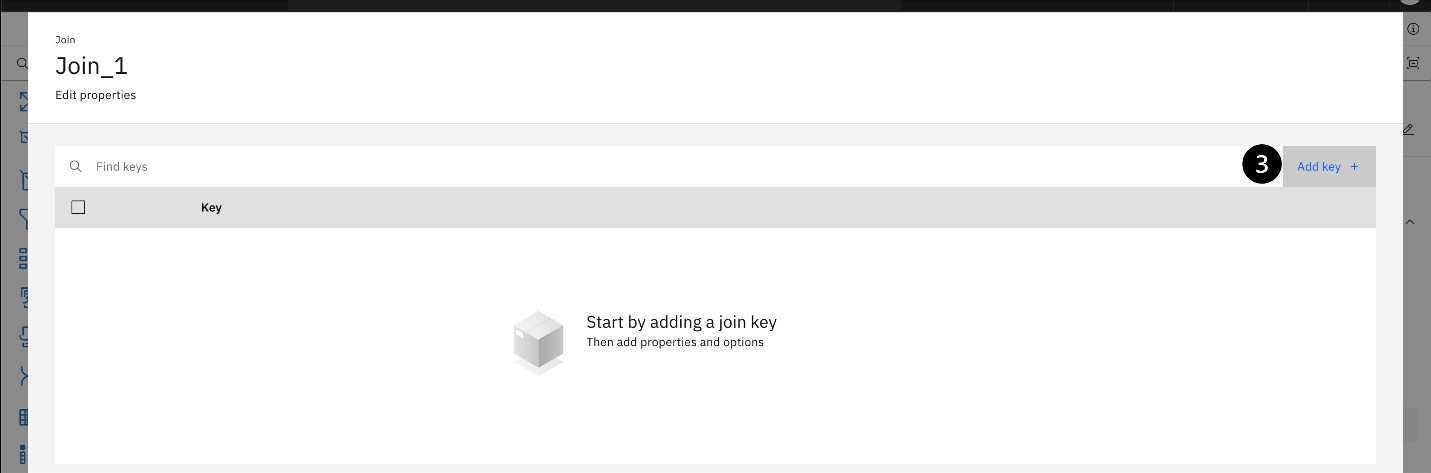 Join
Join_1
Edit properties
Find keys
3
Add key +
Key
Start by adding a join key
Then add properties and options